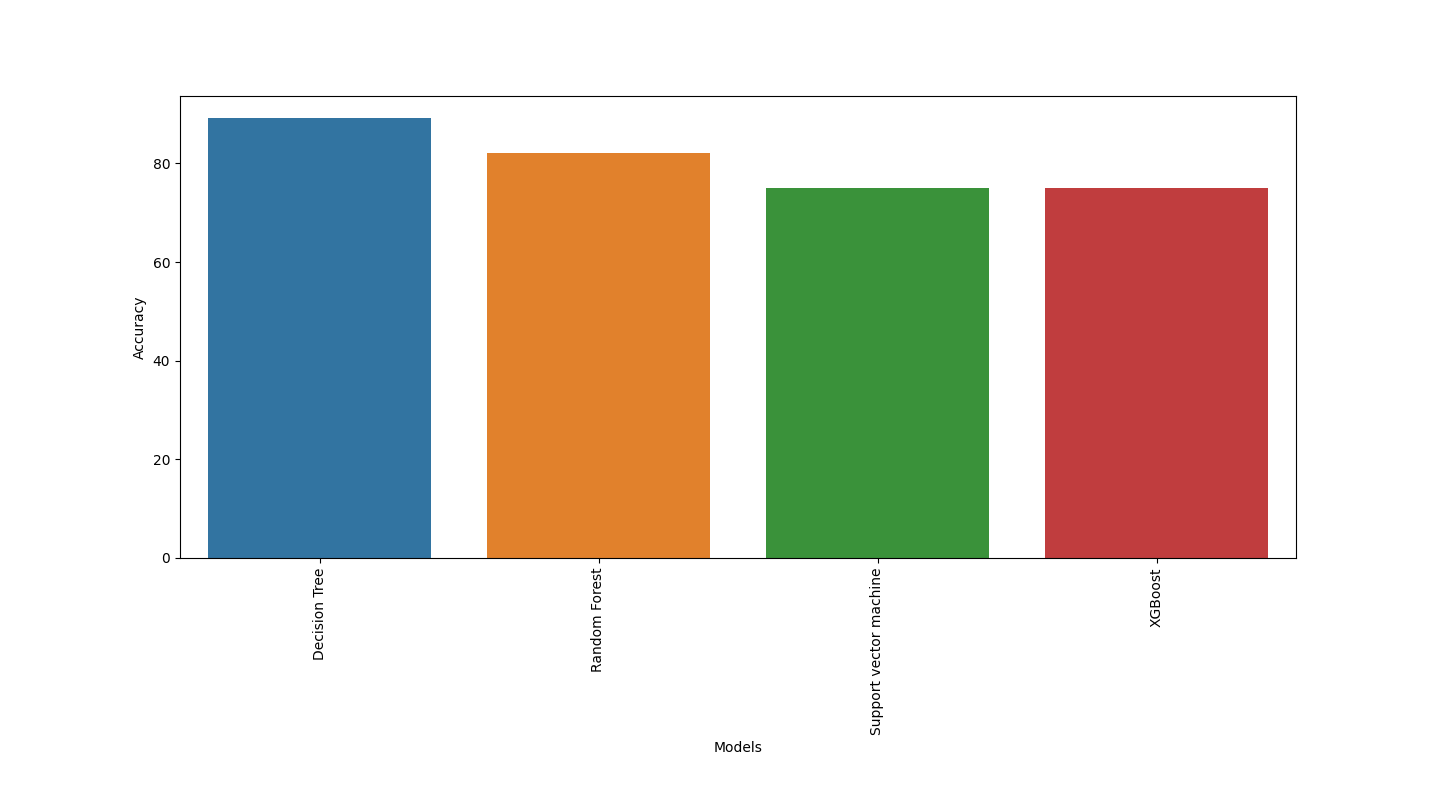 80
60
40
20
0
Accuracy
Decision Tree
Random Forest
Support vector machine
XGBoost
Models